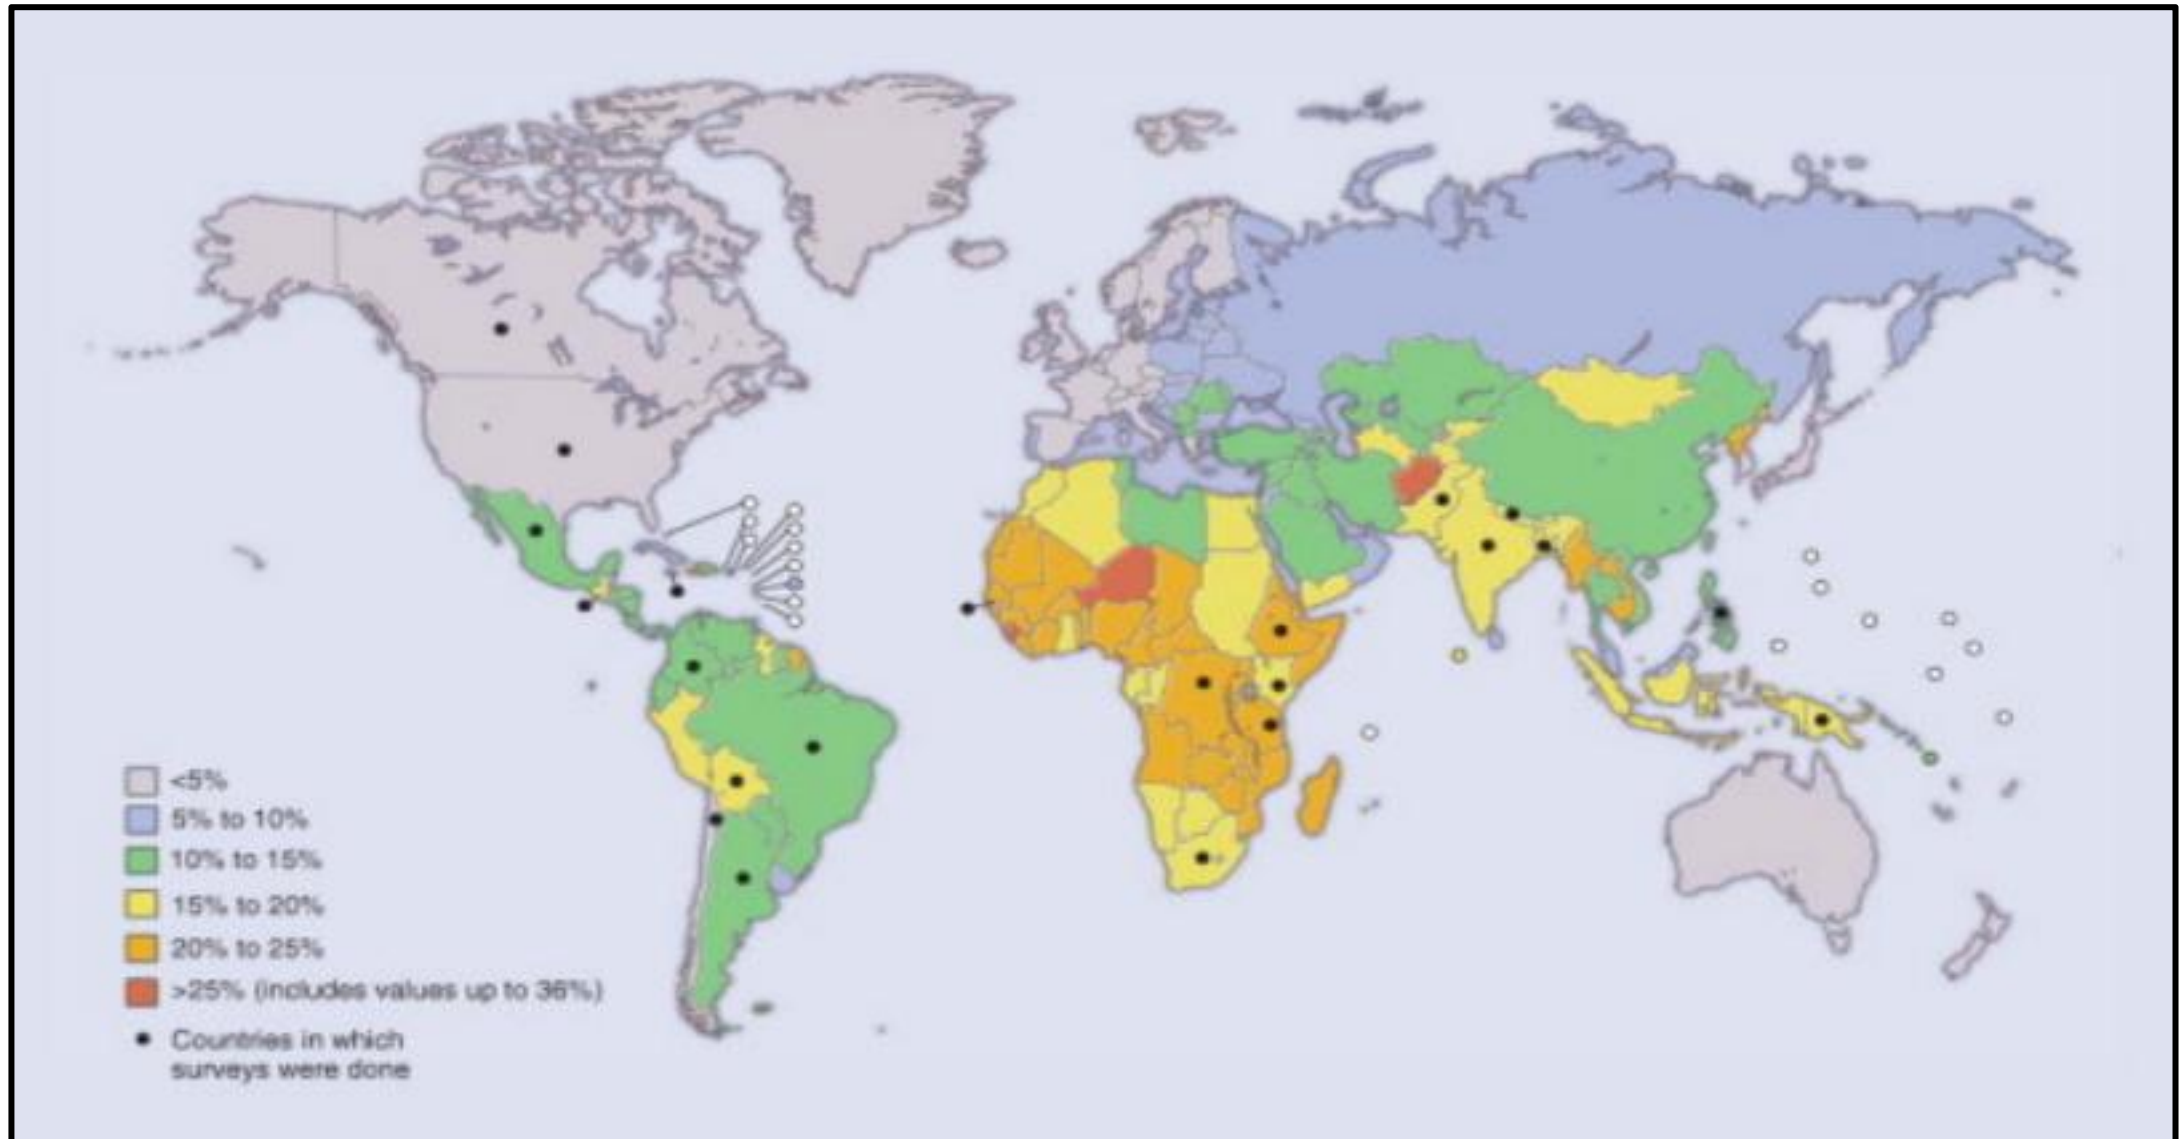 <5%
5% to 10%
10% to 15%
15% to 20%
20% to 25%
>25% (includes values up to 36%)
Countries in which
surveys were done